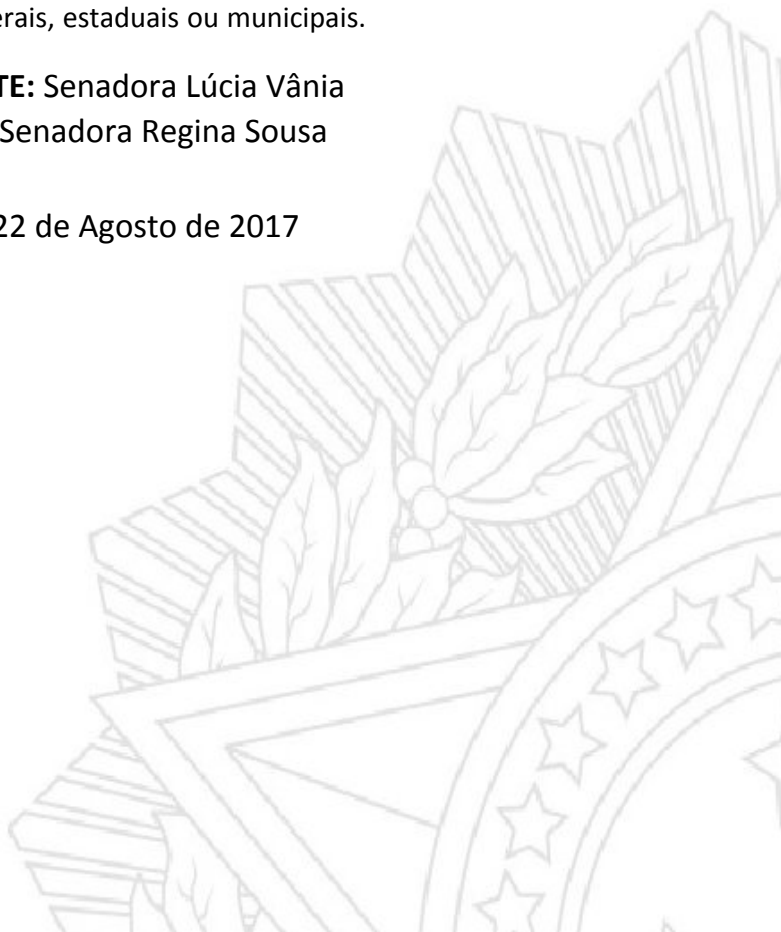 erais, estaduais ou municipais.
TE: Senadora Lúcia Vânia
Senadora Regina Sousa
22 de Agosto de 2017